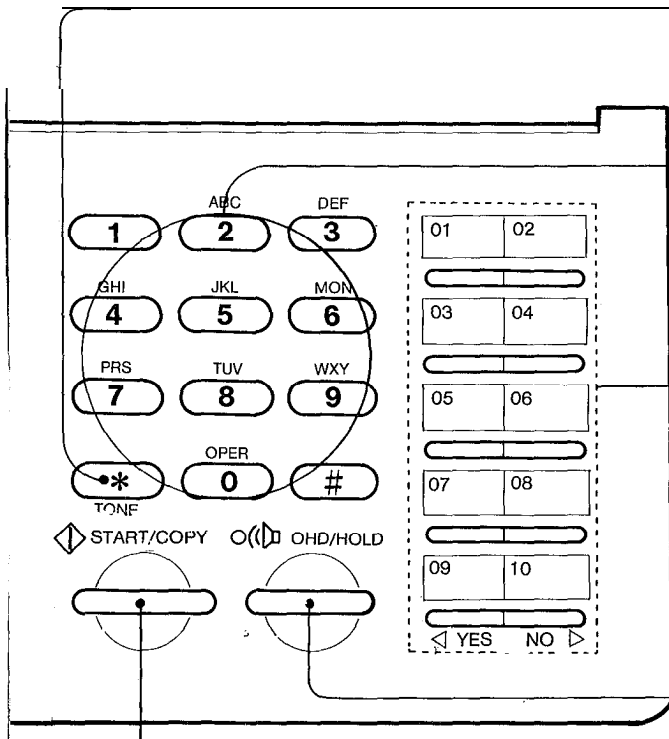 ABC DEF
1 2 3
GHI JKL MON
4 5 6
PRS TUV WXY
7 8 9
OPER
* 0 #
TONE
START/COPY OHD/HOLD
01 02
03 04
05 06
07 08
09 10
YES NO